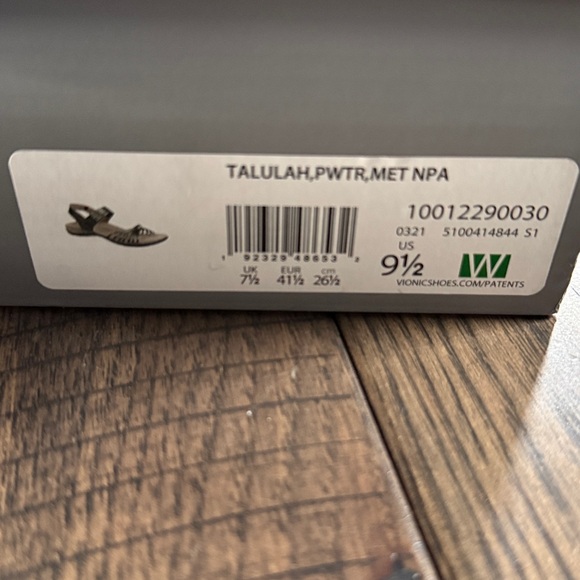 TALULAH,PWTR,MET NPA
10012290030
0321 5100414844 S1
1 92329 48653 2
US
9½ W
UK EUR cm
7½ 41½ 26½
VIONICSHOES.COM/PATENTS